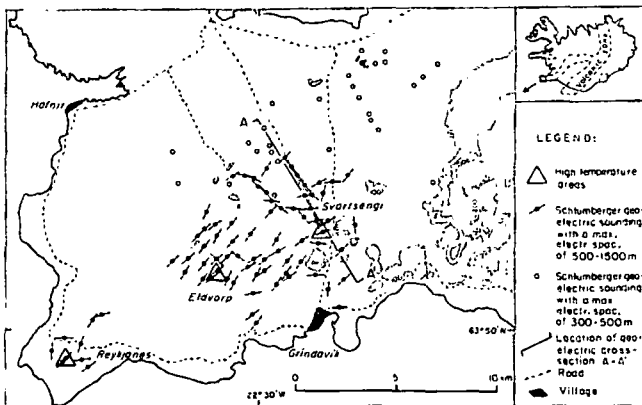 Hafnir
A
Svartsengi
A'
Eldvorp
Reykjanes
Grindavik
63°50'N
22°30'W
0 5 10 km
LEGEND:
High temperature
areas
Schlumberger geo-
electric sounding
with a max.
electr. spac.
of 500-1500m
Schlumberger geo-
electric sounding
with a max
electr. spac.
of 300-500m
Location of geo-
electric cross-
section A-A'
Road
Village